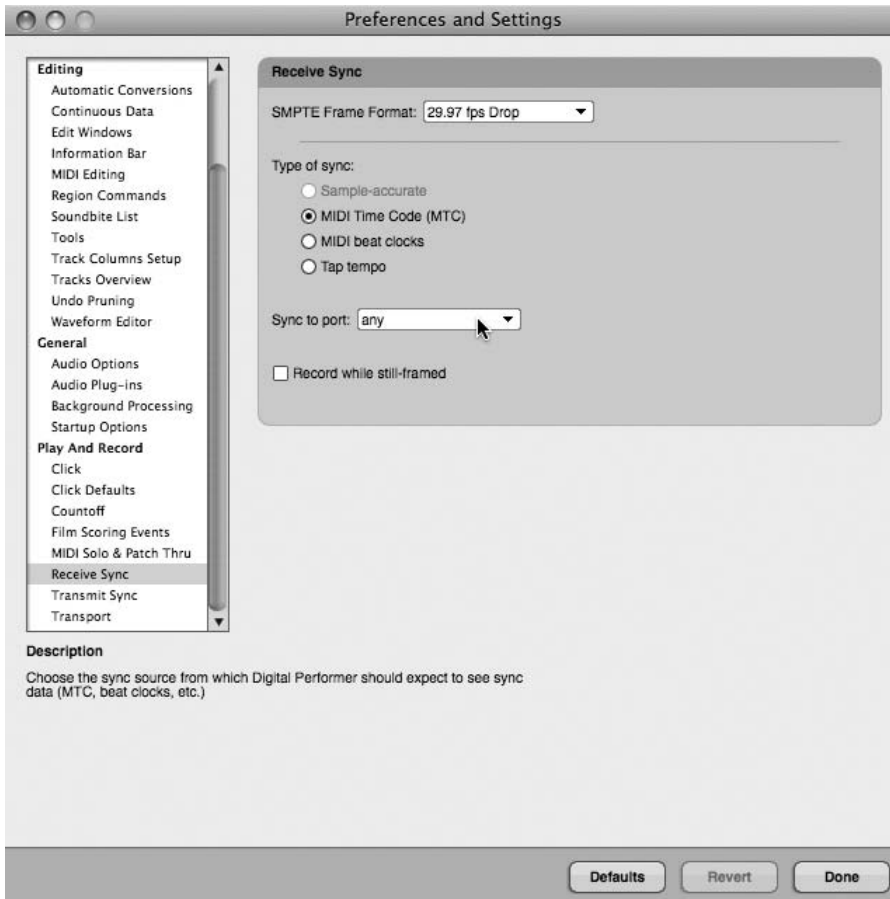 Preferences and Settings
Editing
Automatic Conversions
Continuous Data
Edit Windows
Information Bar
MIDI Editing
Region Commands
Soundbite List
Tools
Track Columns Setup
Tracks Overview
Undo Pruning
Waveform Editor
General
Audio Options
Audio Plug-ins
Background Processing
Startup Options
Play And Record
Click
Click Defaults
Countoff
Film Scoring Events
MIDI Solo & Patch Thru
Receive Sync
Transmit Sync
Transport
Receive Sync
SMPTE Frame Format: 29.97 fps Drop
Type of sync:
Sample-accurate
MIDI Time Code (MTC)
MIDI beat clocks
Tap tempo
Sync to port: any
Record while still-framed
Description
Choose the sync source from which Digital Performer should expect to see sync
data (MTC, beat clocks, etc.)
Defaults Revert Done